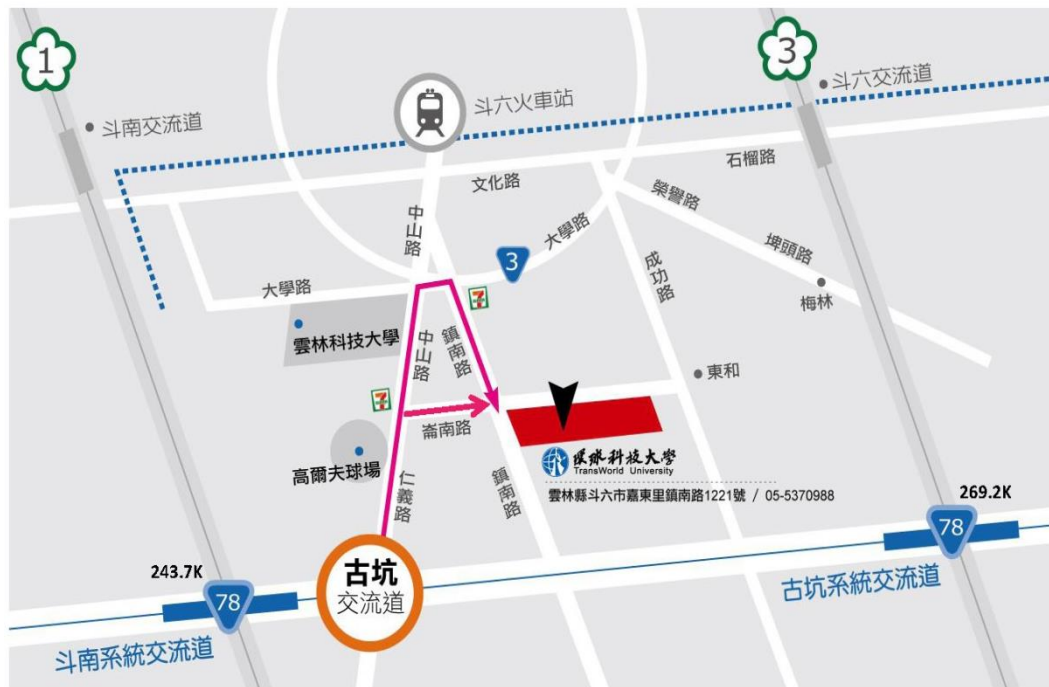 1
3
斗南交流道
斗六火車站
斗六交流道
石榴路
文化路
榮譽路
中山路
大學路
埤頭路
3
成功路
大學路
梅林
雲林科技大學
中山路
鎮南路
東和
崙南路
高爾夫球場
環球科技大學
TransWorld University
仁義路
鎮南路
雲林縣斗六市嘉東里鎮南路1221號 / 05-5370988
269.2K
78
古坑
交流道
243.7K
78
古坑系統交流道
斗南系統交流道
7
7